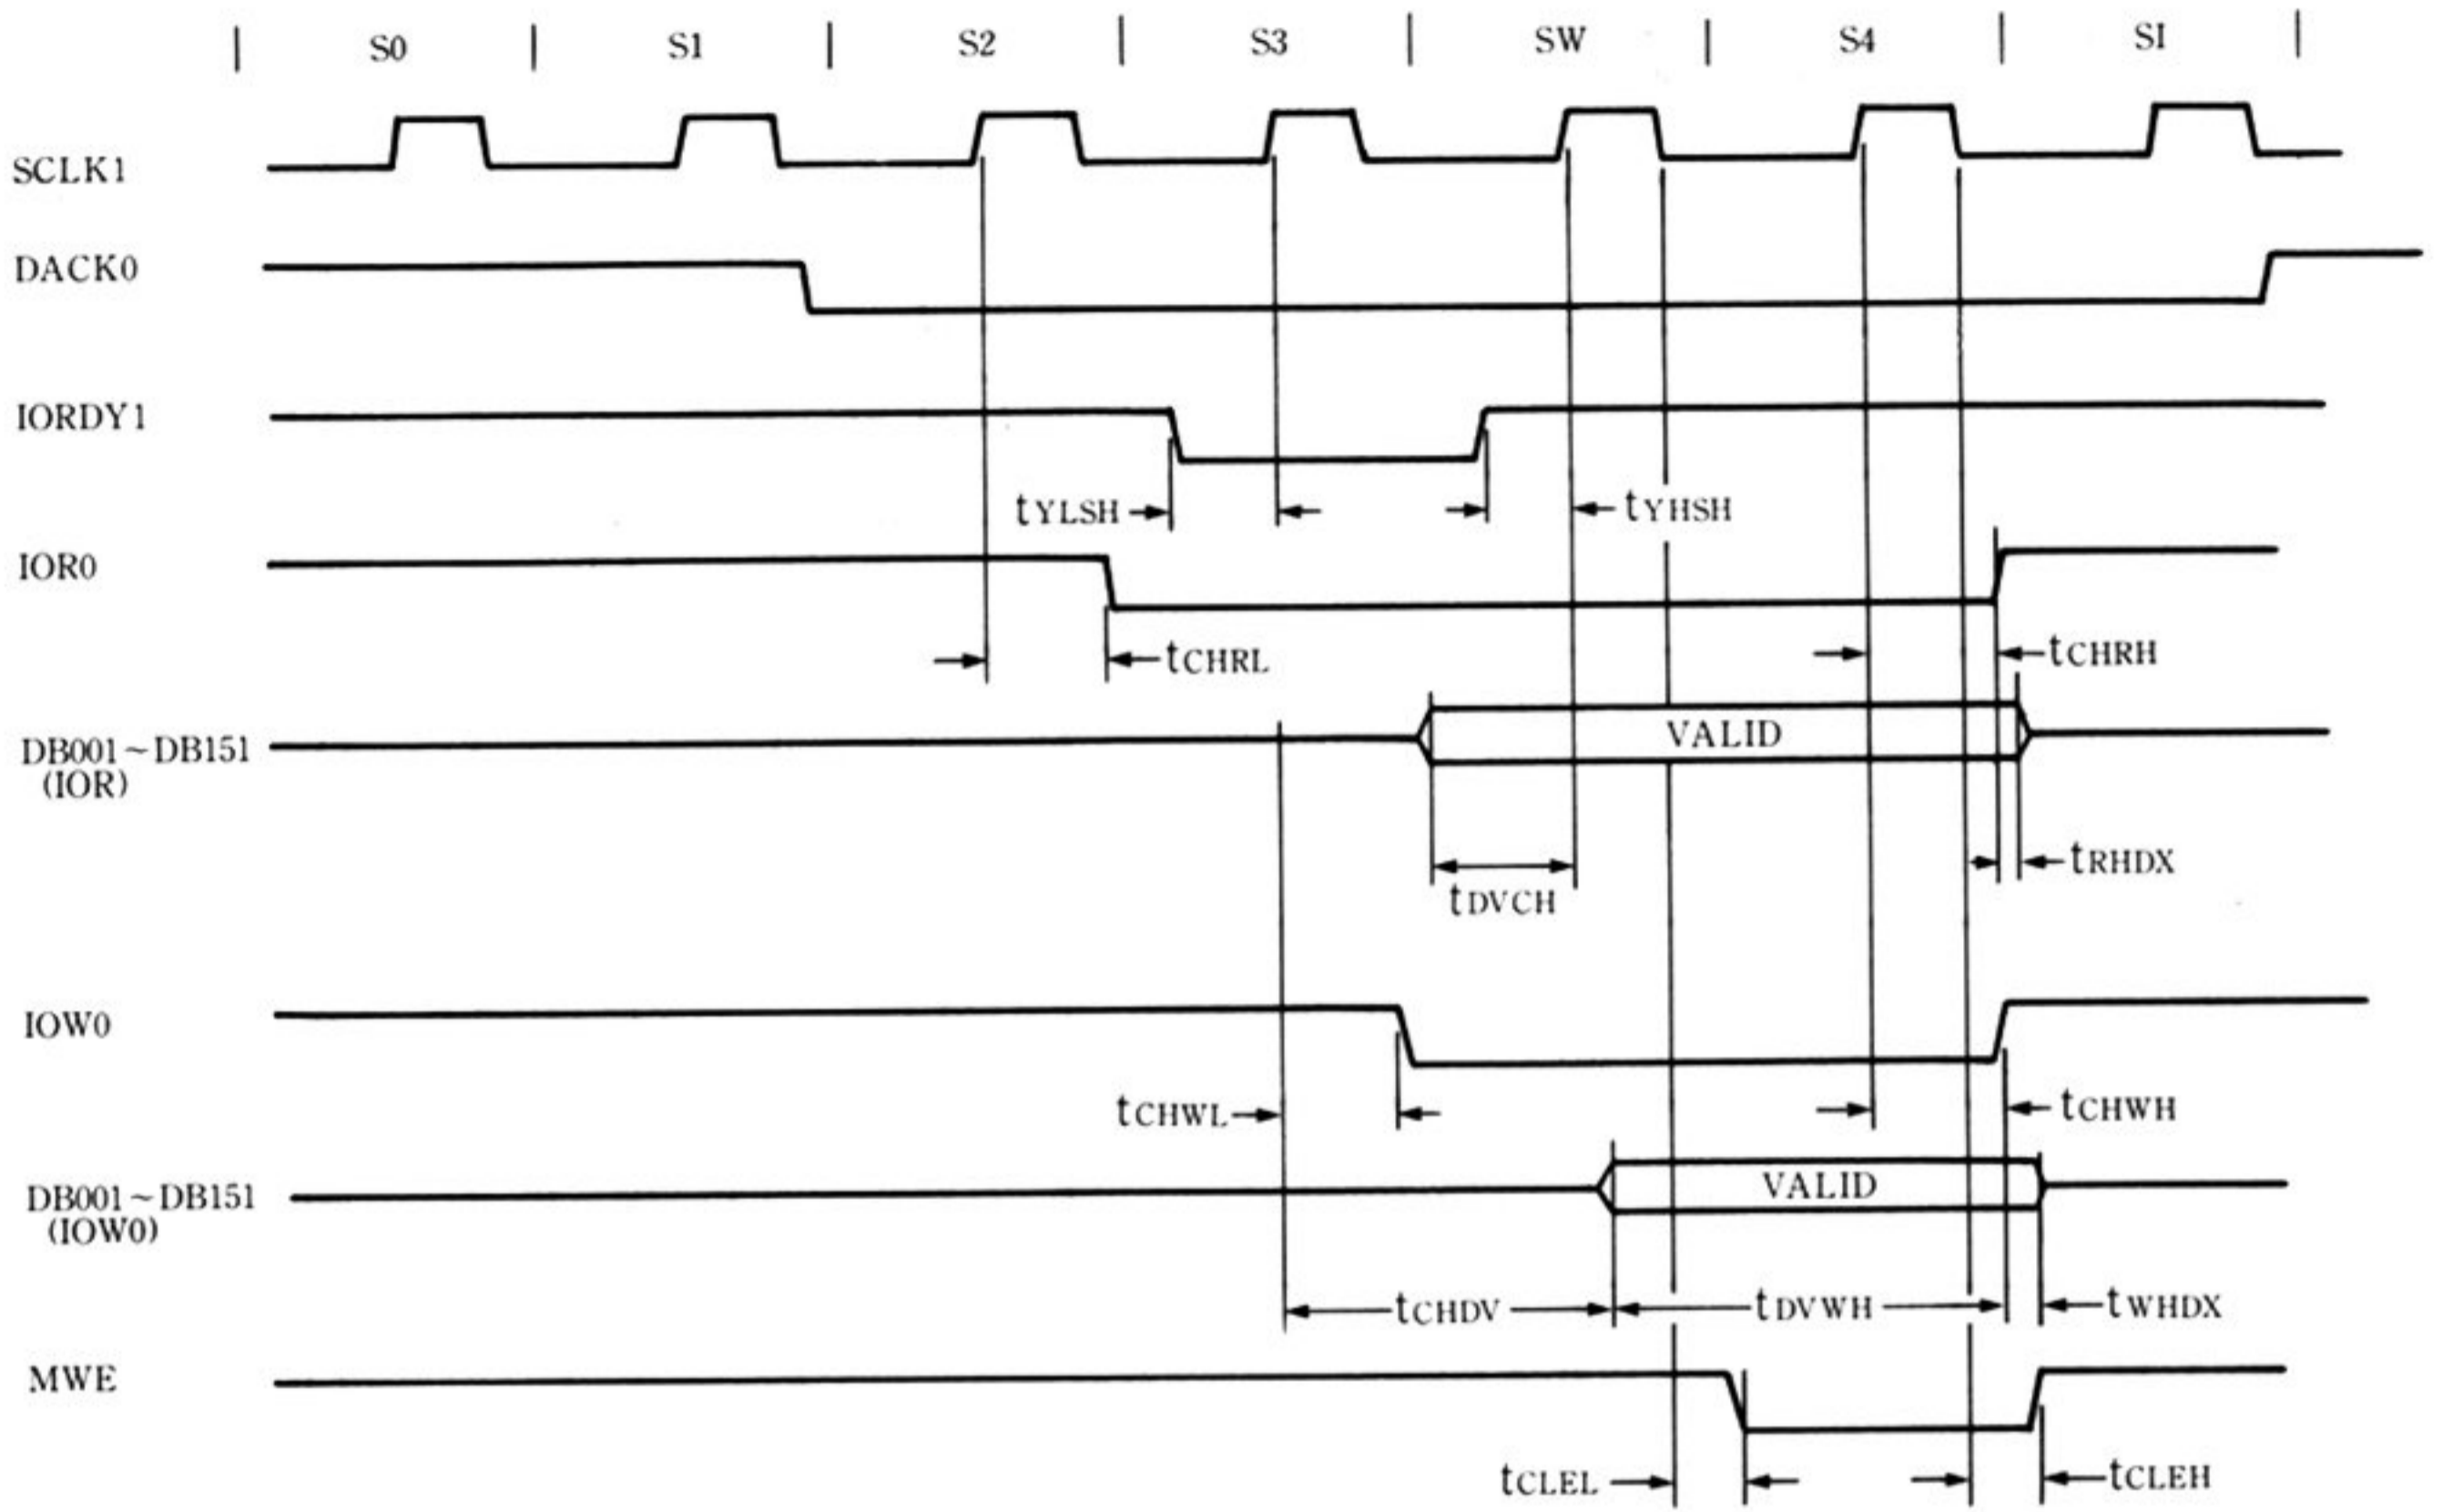 S0 S1 S2 S3 SW S4 SI
SCLK1
DACK0
IORDY1
tYLSH tYHSH
IOR0
tCHRL tCHRH
DB001~DB151 VALID
(IOR)
tRHDX
tDVCH
IOW0
tCHWL tCHWH
DB001~DB151 VALID
(IOW0)
tCHDV tDVWH tWHDX
MWE
tCLEL tCLEH